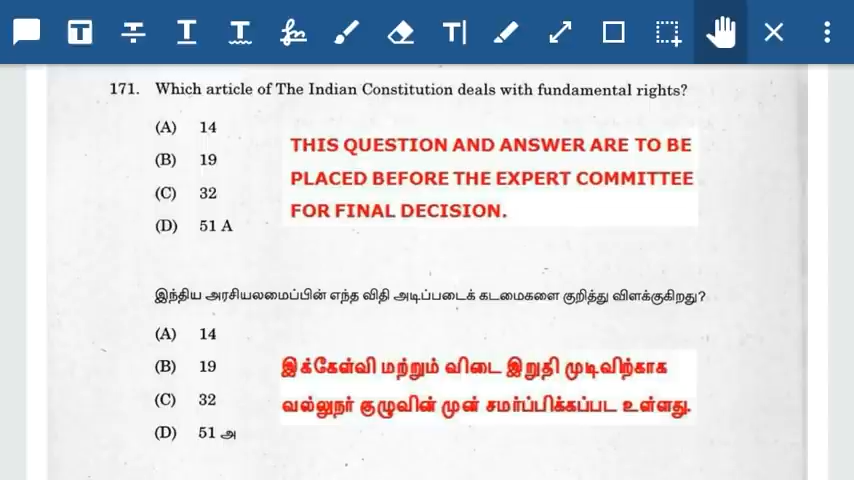 171. Which article of The Indian Constitution deals with fundamental rights?
(A) 14
(B) 19
(C) 32
(D) 51 A
THIS QUESTION AND ANSWER ARE TO BE
PLACED BEFORE THE EXPERT COMMITTEE
FOR FINAL DECISION.
இந்திய அரசியலமைப்பின் எந்த விதி அடிப்படைக் கடமைகளை குறித்து விளக்குகிறது?
(A) 14
(B) 19
(C) 32
(D) 51 அ
இக்கேள்வி மற்றும் விடை இறுதி முடிவிற்காக
வல்லுநர் குழுவின் முன் சமர்ப்பிக்கப்பட உள்ளது.